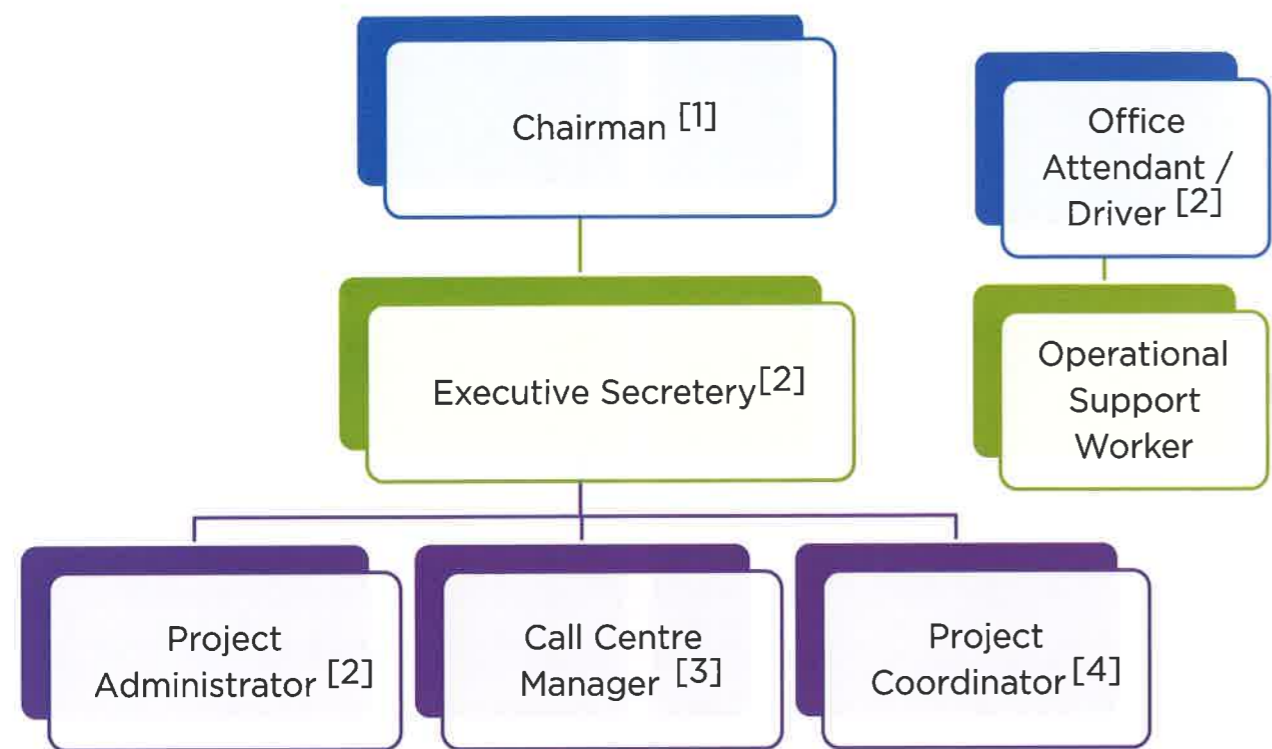 Chairman [1]
Office
Attendant /
Driver [2]
Executive Secretery[2]
Operational
Support
Worker
Project
Administrator [2]
Call Centre
Manager [3]
Project
Coordinator [4]